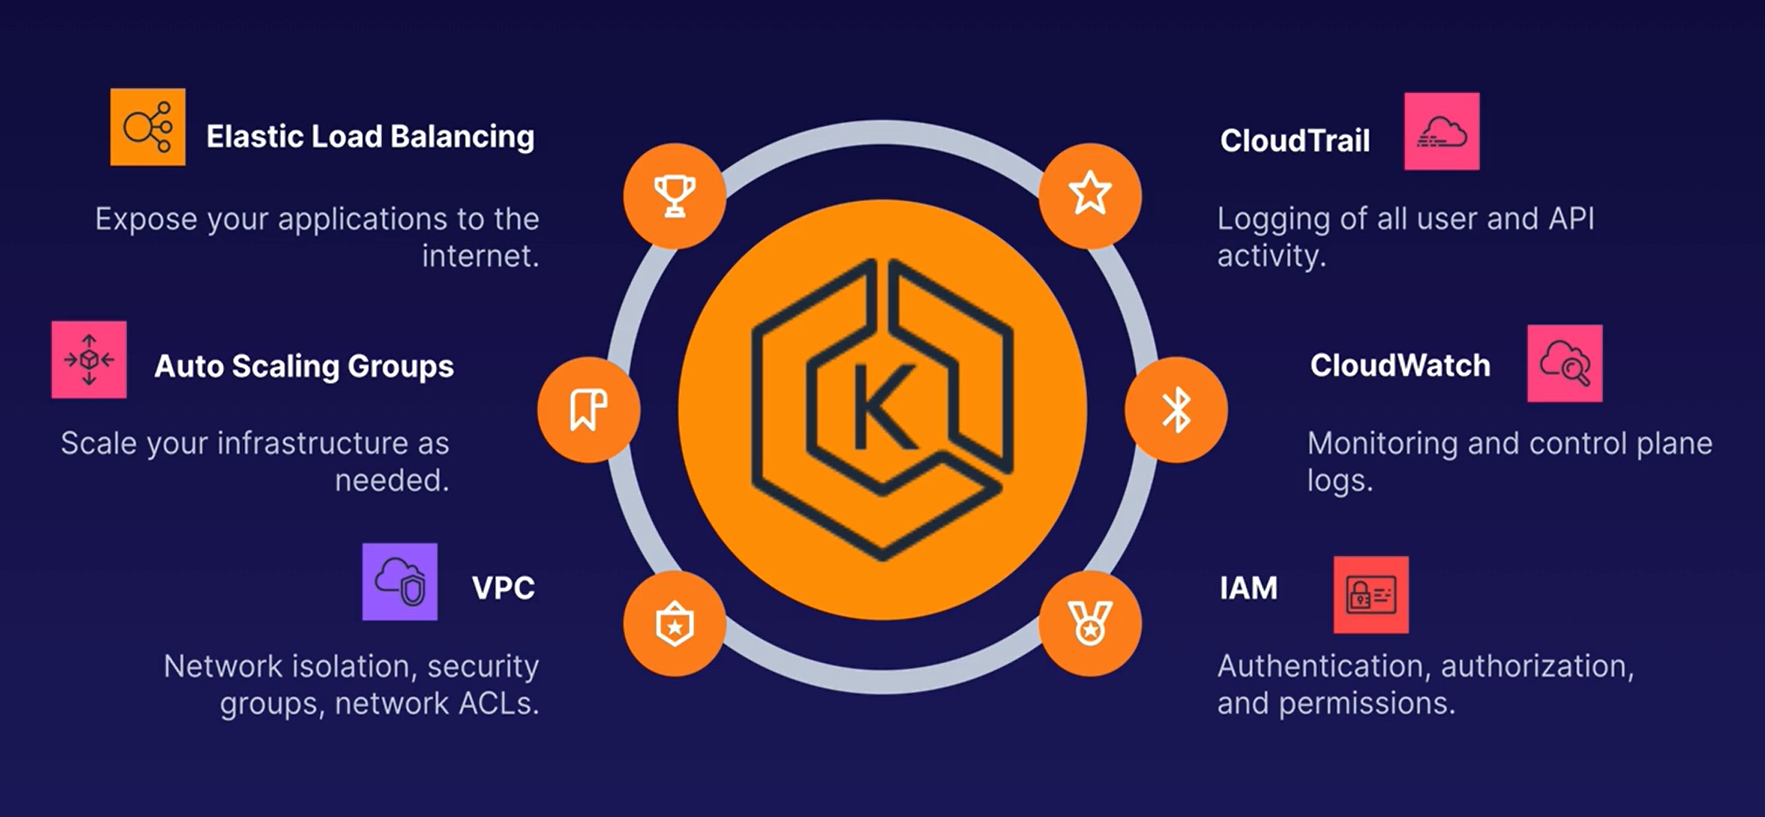 Elastic Load Balancing
Expose your applications to the
internet.
Auto Scaling Groups
Scale your infrastructure as
needed.
VPC
Network isolation, security
groups, network ACLs.
K
CloudTrail
Logging of all user and API
activity.
CloudWatch
Monitoring and control plane
logs.
IAM
Authentication, authorization,
and permissions.